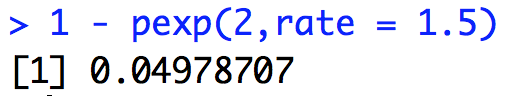 > 1 - pexp(2,rate = 1.5)
[1] 0.04978707